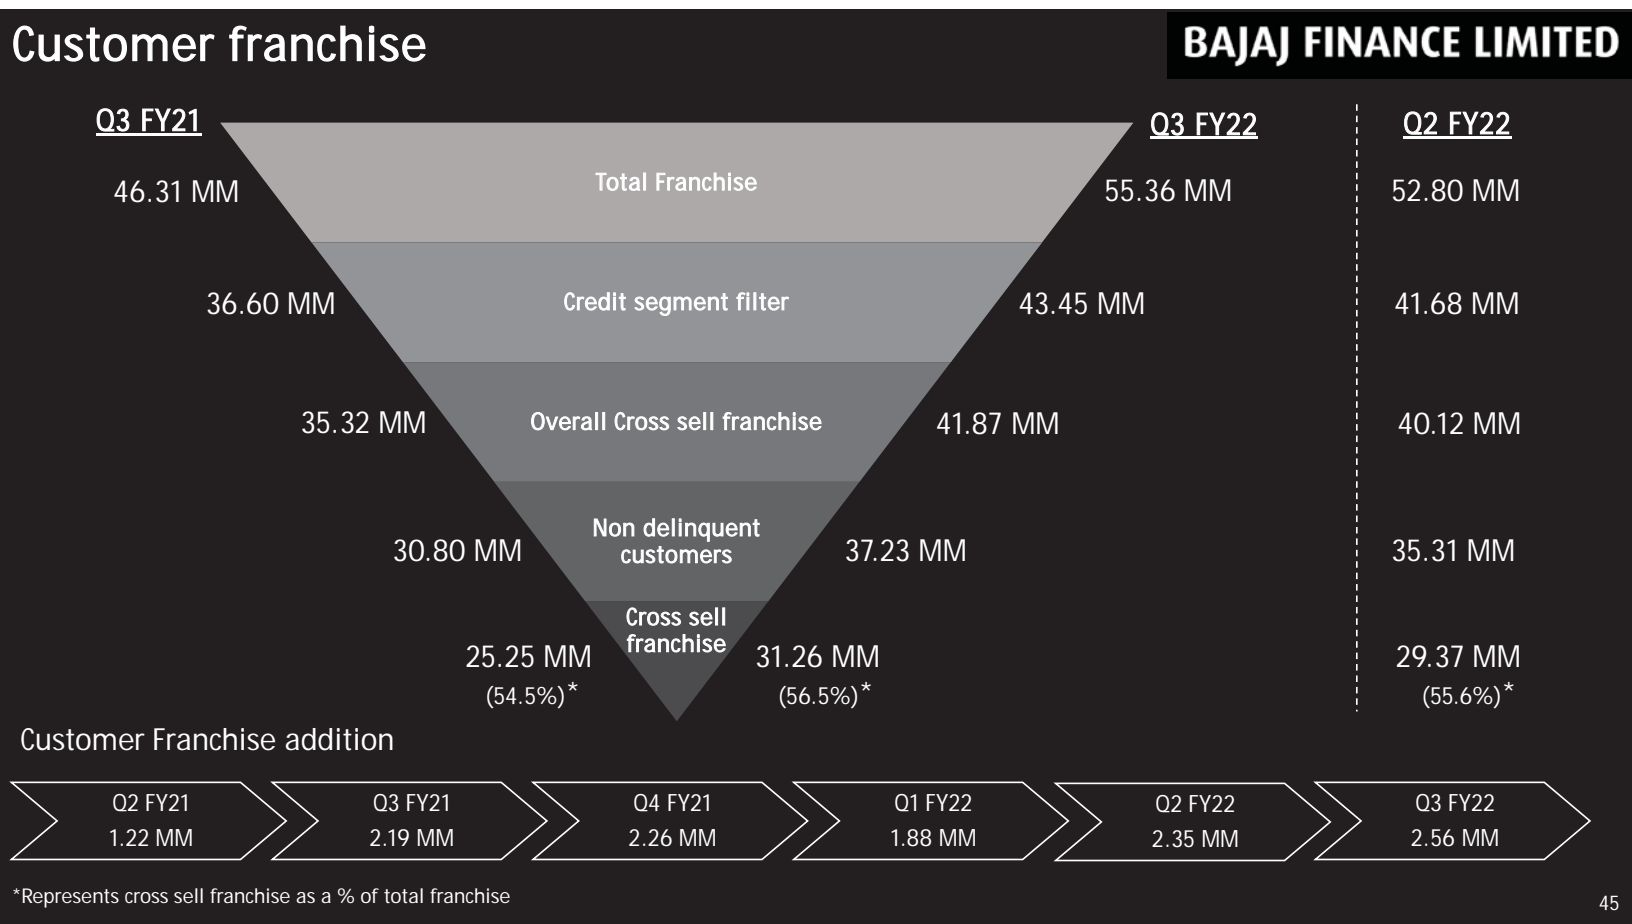 Customer franchise
BAJAJ FINANCE LIMITED
Q3 FY21
Q3 FY22
Q2 FY22
46.31 MM
Total Franchise
55.36 MM
52.80 MM
36.60 MM
Credit segment filter
43.45 MM
41.68 MM
35.32 MM
Overall Cross sell franchise
41.87 MM
40.12 MM
30.80 MM
Non delinquent
customers
37.23 MM
35.31 MM
Cross sell
franchise
25.25 MM
(54.5%)*
31.26 MM
(56.5%)*
29.37 MM
(55.6%)*
Customer Franchise addition
Q2 FY21
1.22 MM
Q3 FY21
2.19 MM
Q4 FY21
2.26 MM
Q1 FY22
1.88 MM
Q2 FY22
2.35 MM
Q3 FY22
2.56 MM
*Represents cross sell franchise as a % of total franchise
45